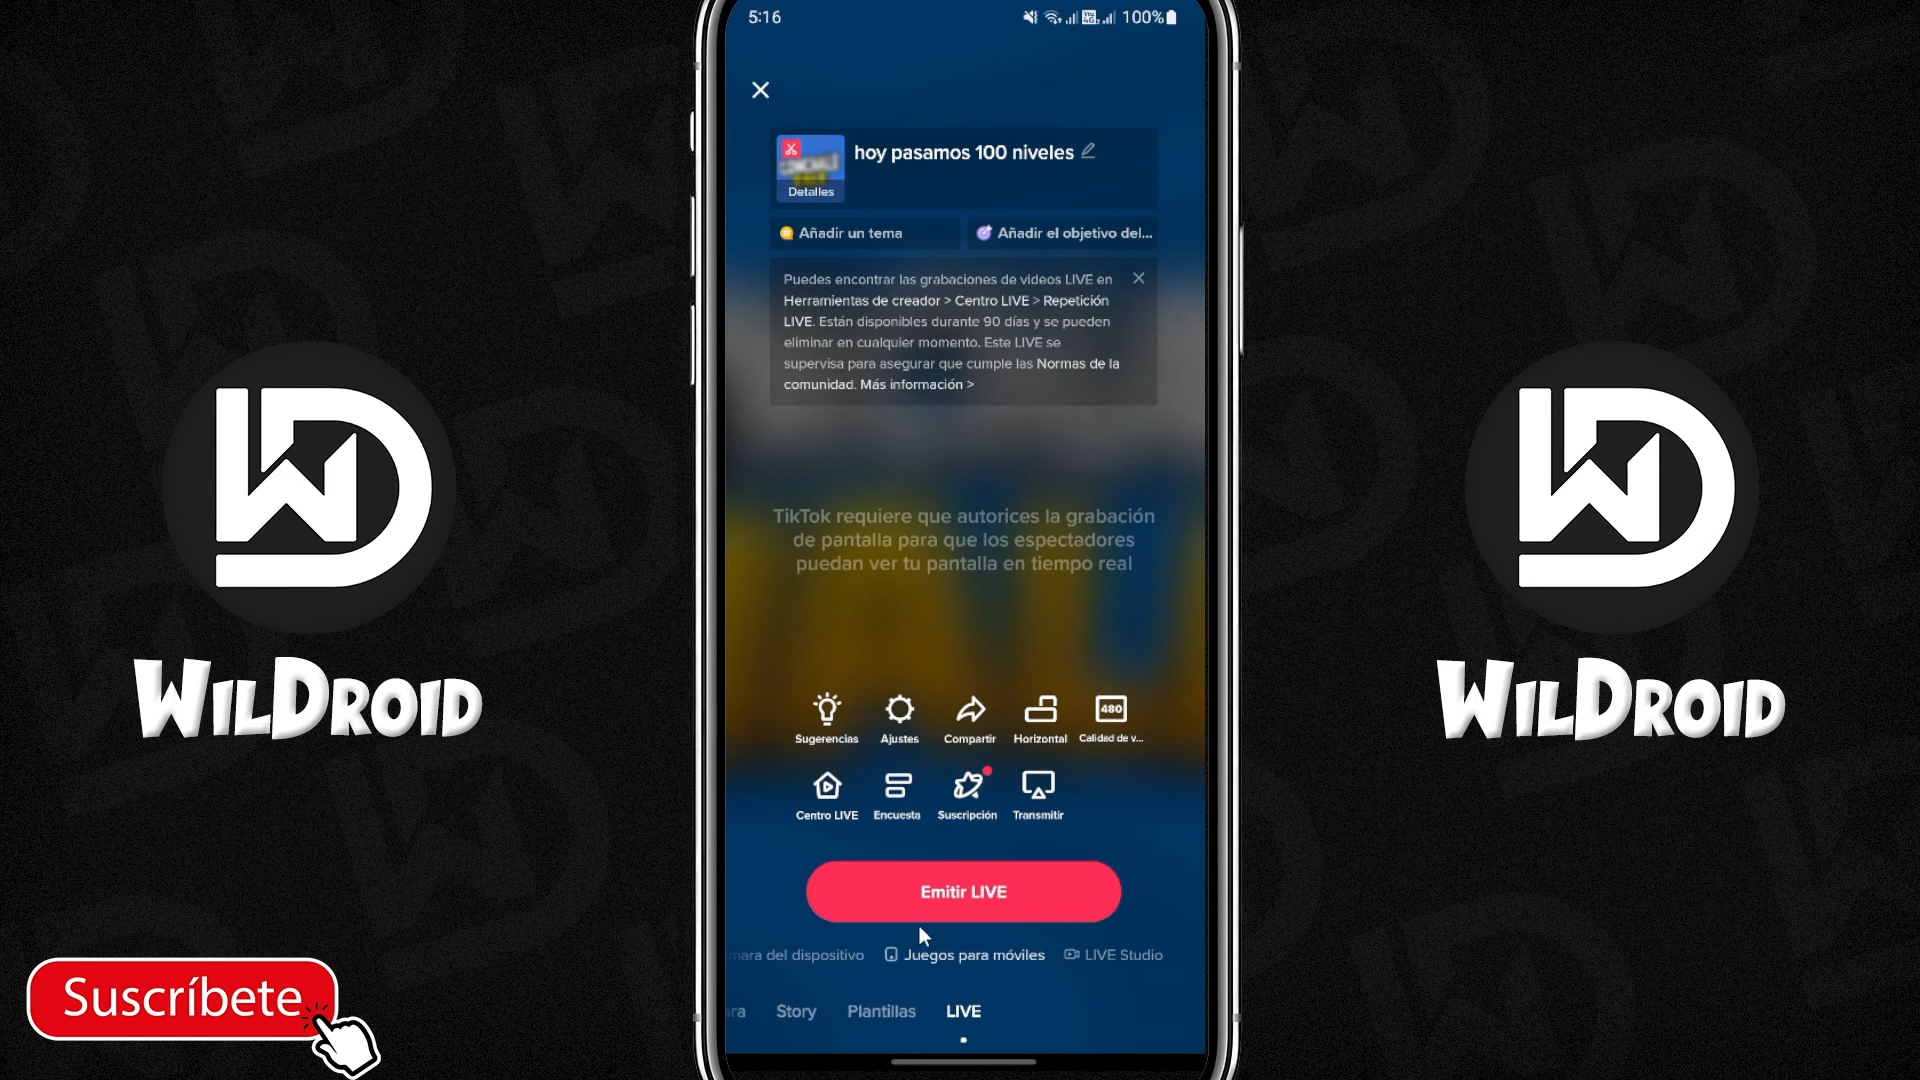 5:16
100%
hoy pasamos 100 niveles
Detalles
Añadir un tema
Añadir el objetivo del...
Puedes encontrar las grabaciones de videos LIVE en
Herramientas de creador > Centro LIVE > Repetición
LIVE. Están disponibles durante 90 días y se pueden
eliminar en cualquier momento. Este LIVE se
supervisa para asegurar que cumple las Normas de la
comunidad. Más información >
TikTok requiere que autorices la grabación
de pantalla para que los espectadores
puedan ver tu pantalla en tiempo real
Sugerencias Ajustes Compartir Horizontal 480 Calidad de v...
Centro LIVE Encuesta Suscripción Transmitir
Emitir LIVE
mara del dispositivo Juegos para móviles LIVE Studio
ra Story Plantillas LIVE
WILDROID
WILDROID
Suscríbete